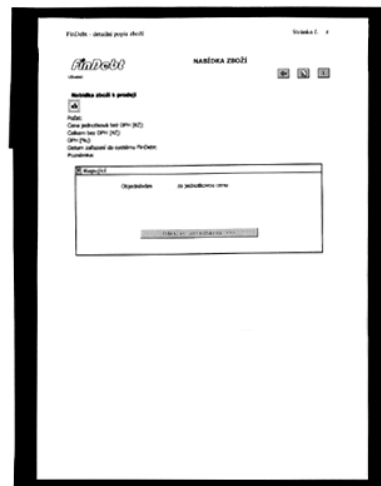 FinDebt - detailní popis zboží Stránka č.
FinDebt
NABÍDKA ZBOŽÍ
Nabídka zboží k prodeji
Počet:
Cena jednotková bez DPH [Kč]:
Celkem bez DPH [Kč]:
DPH [%]:
Datum zařazení do systému FinDebt:
Poznámka:
Kupující
Objednávám za jednotkovou cenu